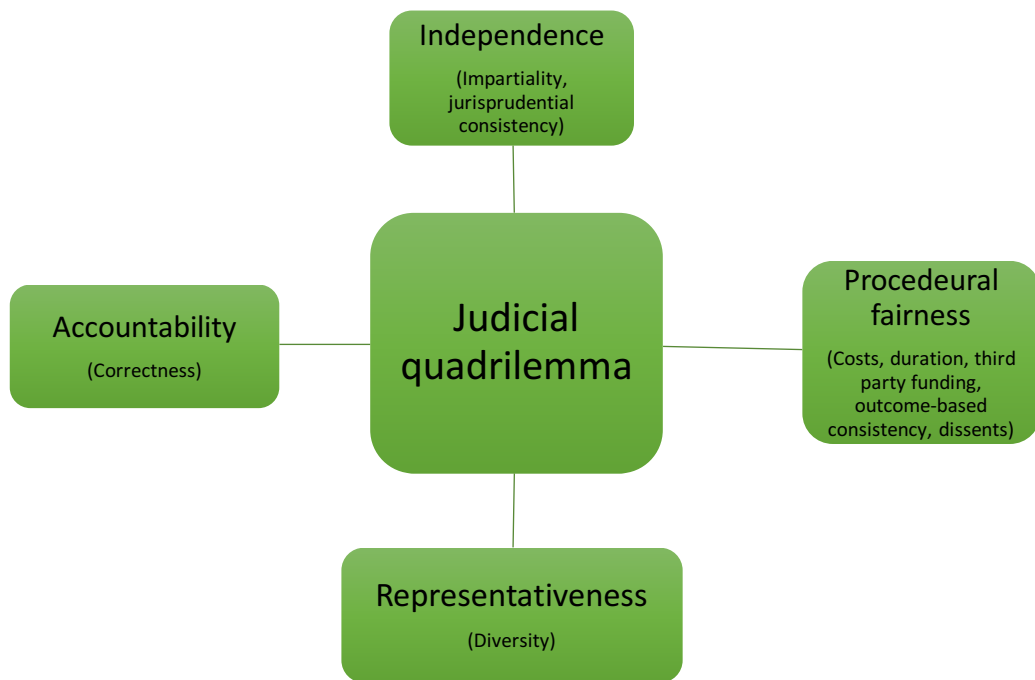 Independence
(Impartiality,
jurisprudential
consistency)
Accountability
(Correctness)
Judicial
quadrilemma
Procedeural
fairness
(Costs, duration, third
party funding,
outcome-based
consistency, dissents)
Representativeness
(Diversity)